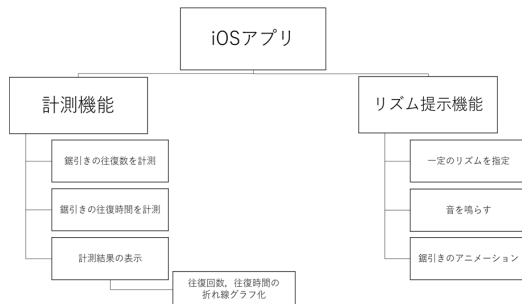 iOSアプリ
計測機能
リズム提示機能
鋸引きの往復数を計測
一定のリズムを指定
鋸引きの往復時間を計測
音を鳴らす
計測結果の表示
鋸引きのアニメーション
往復回数，往復時間の
折れ線グラフ化